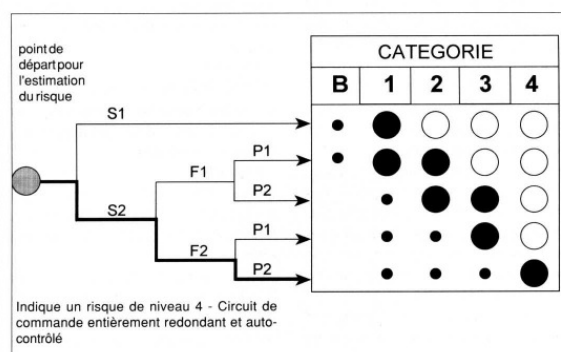 point de
départ pour
l'estimation
du risque
CATEGORIE
B 1 2 3 4
S1
P1
F1
P2
S2
P1
F2
P2
Indique un risque de niveau 4 - Circuit de
commande entièrement redondant et auto-
contrôlé